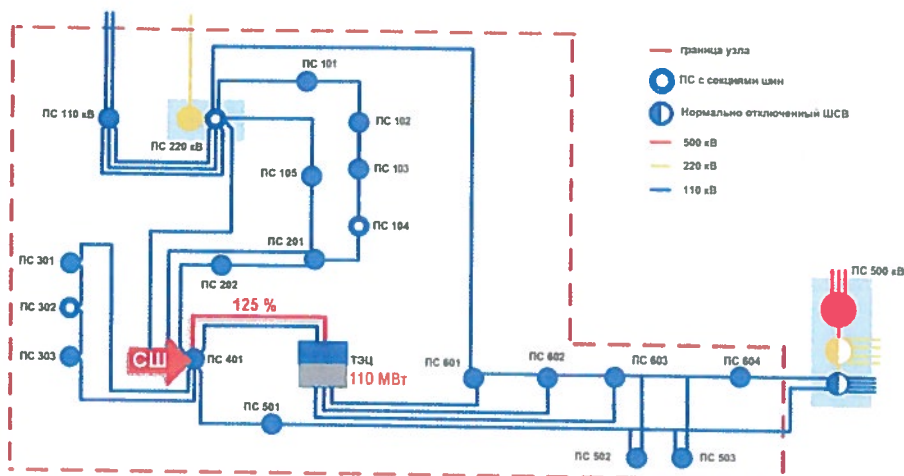 граница узла
ПС с секциями шин
Нормально отключенный ШСВ
500 кВ
220 кВ
110 кВ
ПС 101
ПС 110 кВ
ПС 220 кВ
ПС 102
ПС 103
ПС 105
ПС 104
ПС 201
ПС 202
ПС 301
ПС 302
ПС 303
ПС 500 кВ
125 %
СШ
ПС 401
ТЭЦ
110 МВт
ПС 601
ПС 602
ПС 603
ПС 604
ПС 501
ПС 502
ПС 503